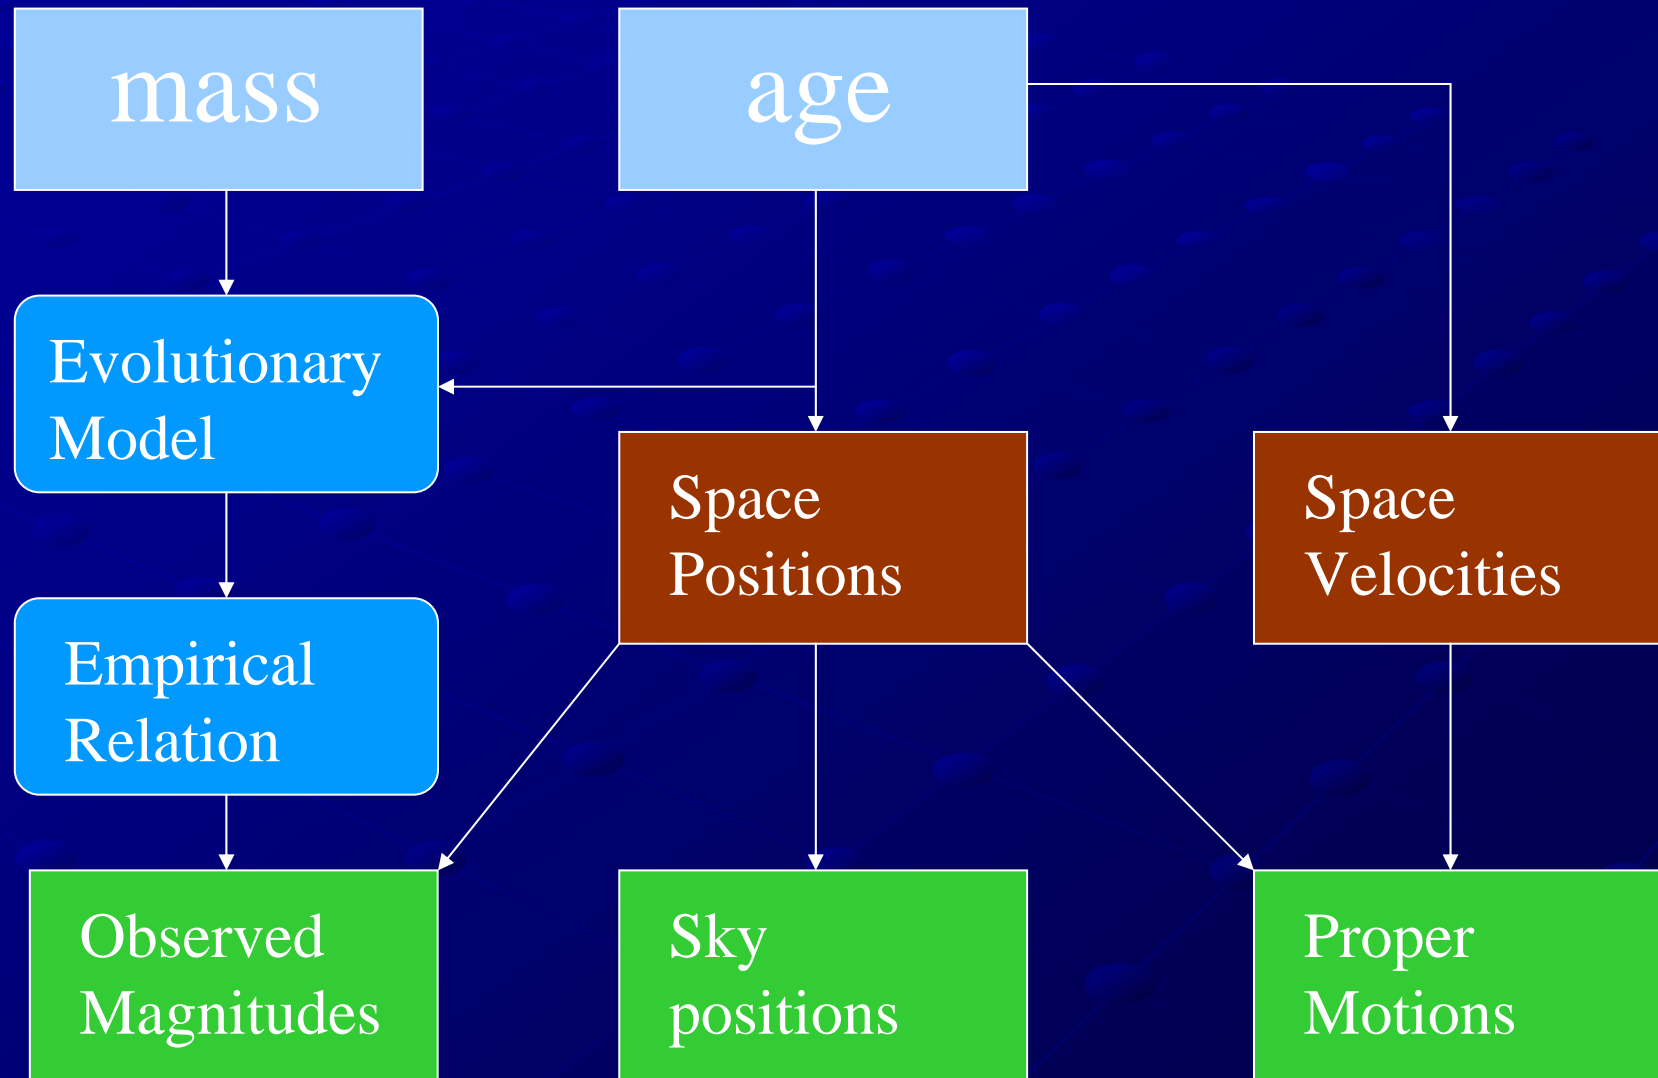 mass
age
Evolutionary
Model
Space
Positions
Space
Velocities
Empirical
Relation
Observed
Magnitudes
Sky
positions
Proper
Motions